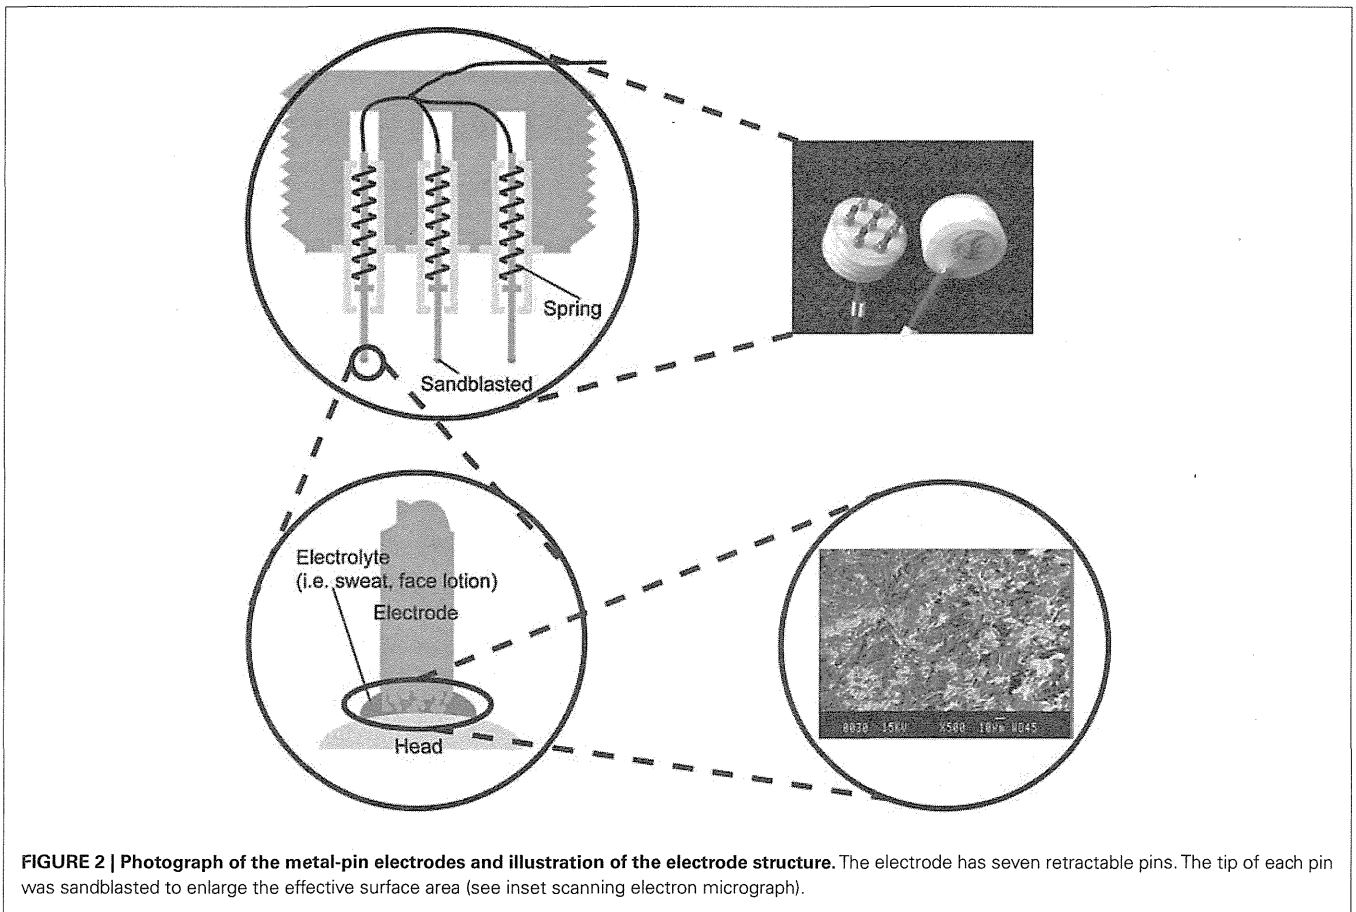 Spring
Sandblasted
Electrolyte
(i.e. sweat, face lotion)
Electrode
Head
0030 15KV X500 10μm WD45
FIGURE 2 | Photograph of the metal-pin electrodes and illustration of the electrode structure. The electrode has seven retractable pins. The tip of each pin
was sandblasted to enlarge the effective surface area (see inset scanning electron micrograph).